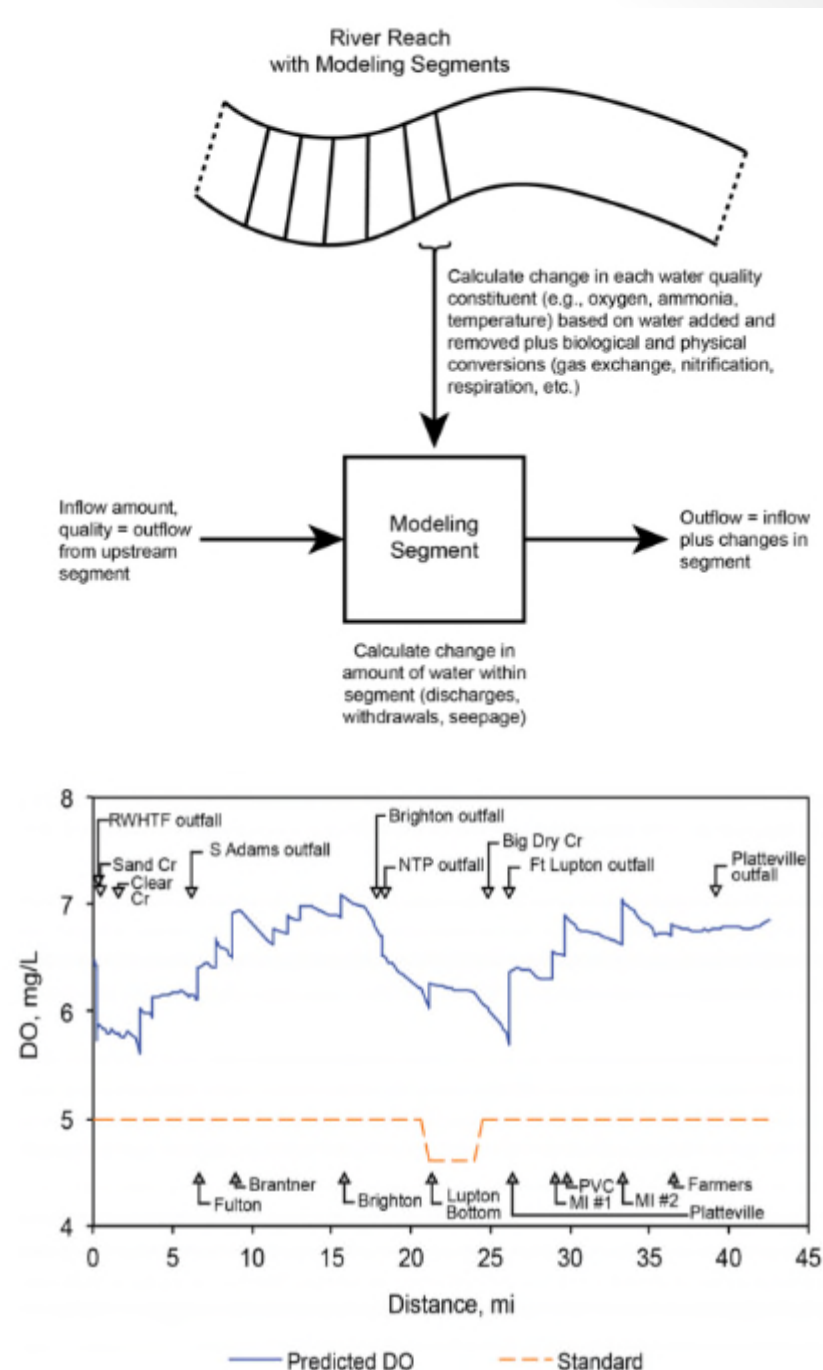 River Reach
with Modeling Segments
Calculate change in each water quality
constituent (e.g., oxygen, ammonia,
temperature) based on water added and
removed plus biological and physical
conversions (gas exchange, nitrification,
respiration, etc.)
Inflow amount,
quality = outflow
from upstream
segment
Modeling
Segment
Outflow = inflow
plus changes in
segment
Calculate change in
amount of water within
segment (discharges,
withdrawals, seepage)
8
RWHTF outfall
Brighton outfall
S Adams outfall
Big Dry Cr
Sand Cr
NTP outfall
Ft Lupton outfall
Platteville
outfall
Clear
Cr
7
DO, mg/L
6
5
Brantner
PVC
Farmers
Fulton
Brighton
Lupton
Bottom
MI #1
MI #2
Platteville
4
0 5 10 15 20 25 30 35 40 45
Distance, mi
Predicted DO
Standard